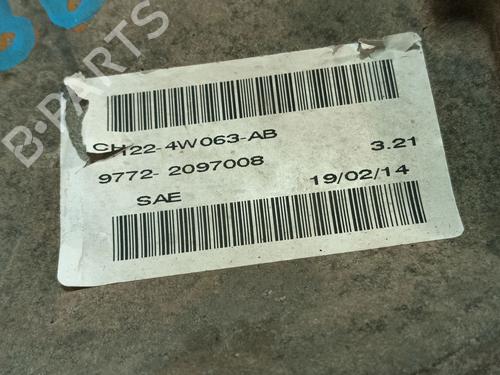 B-PARTS
CH22-4W063-AB
9772- 2097008 3.21
SAE 19/02/14